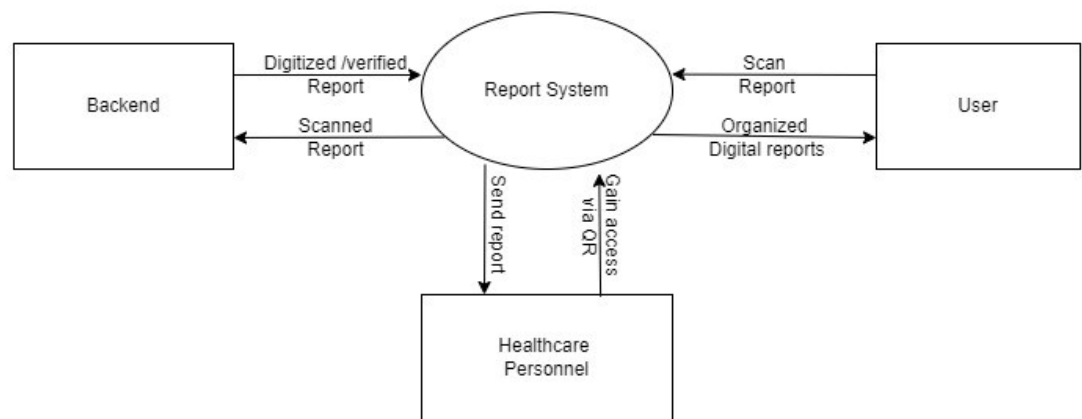 Digitized /verified
Report
Backend
Scanned
Report
Report System
Scan
Report
User
Organized
Digital reports
Send report
Gain access
via QR
Healthcare
Personnel